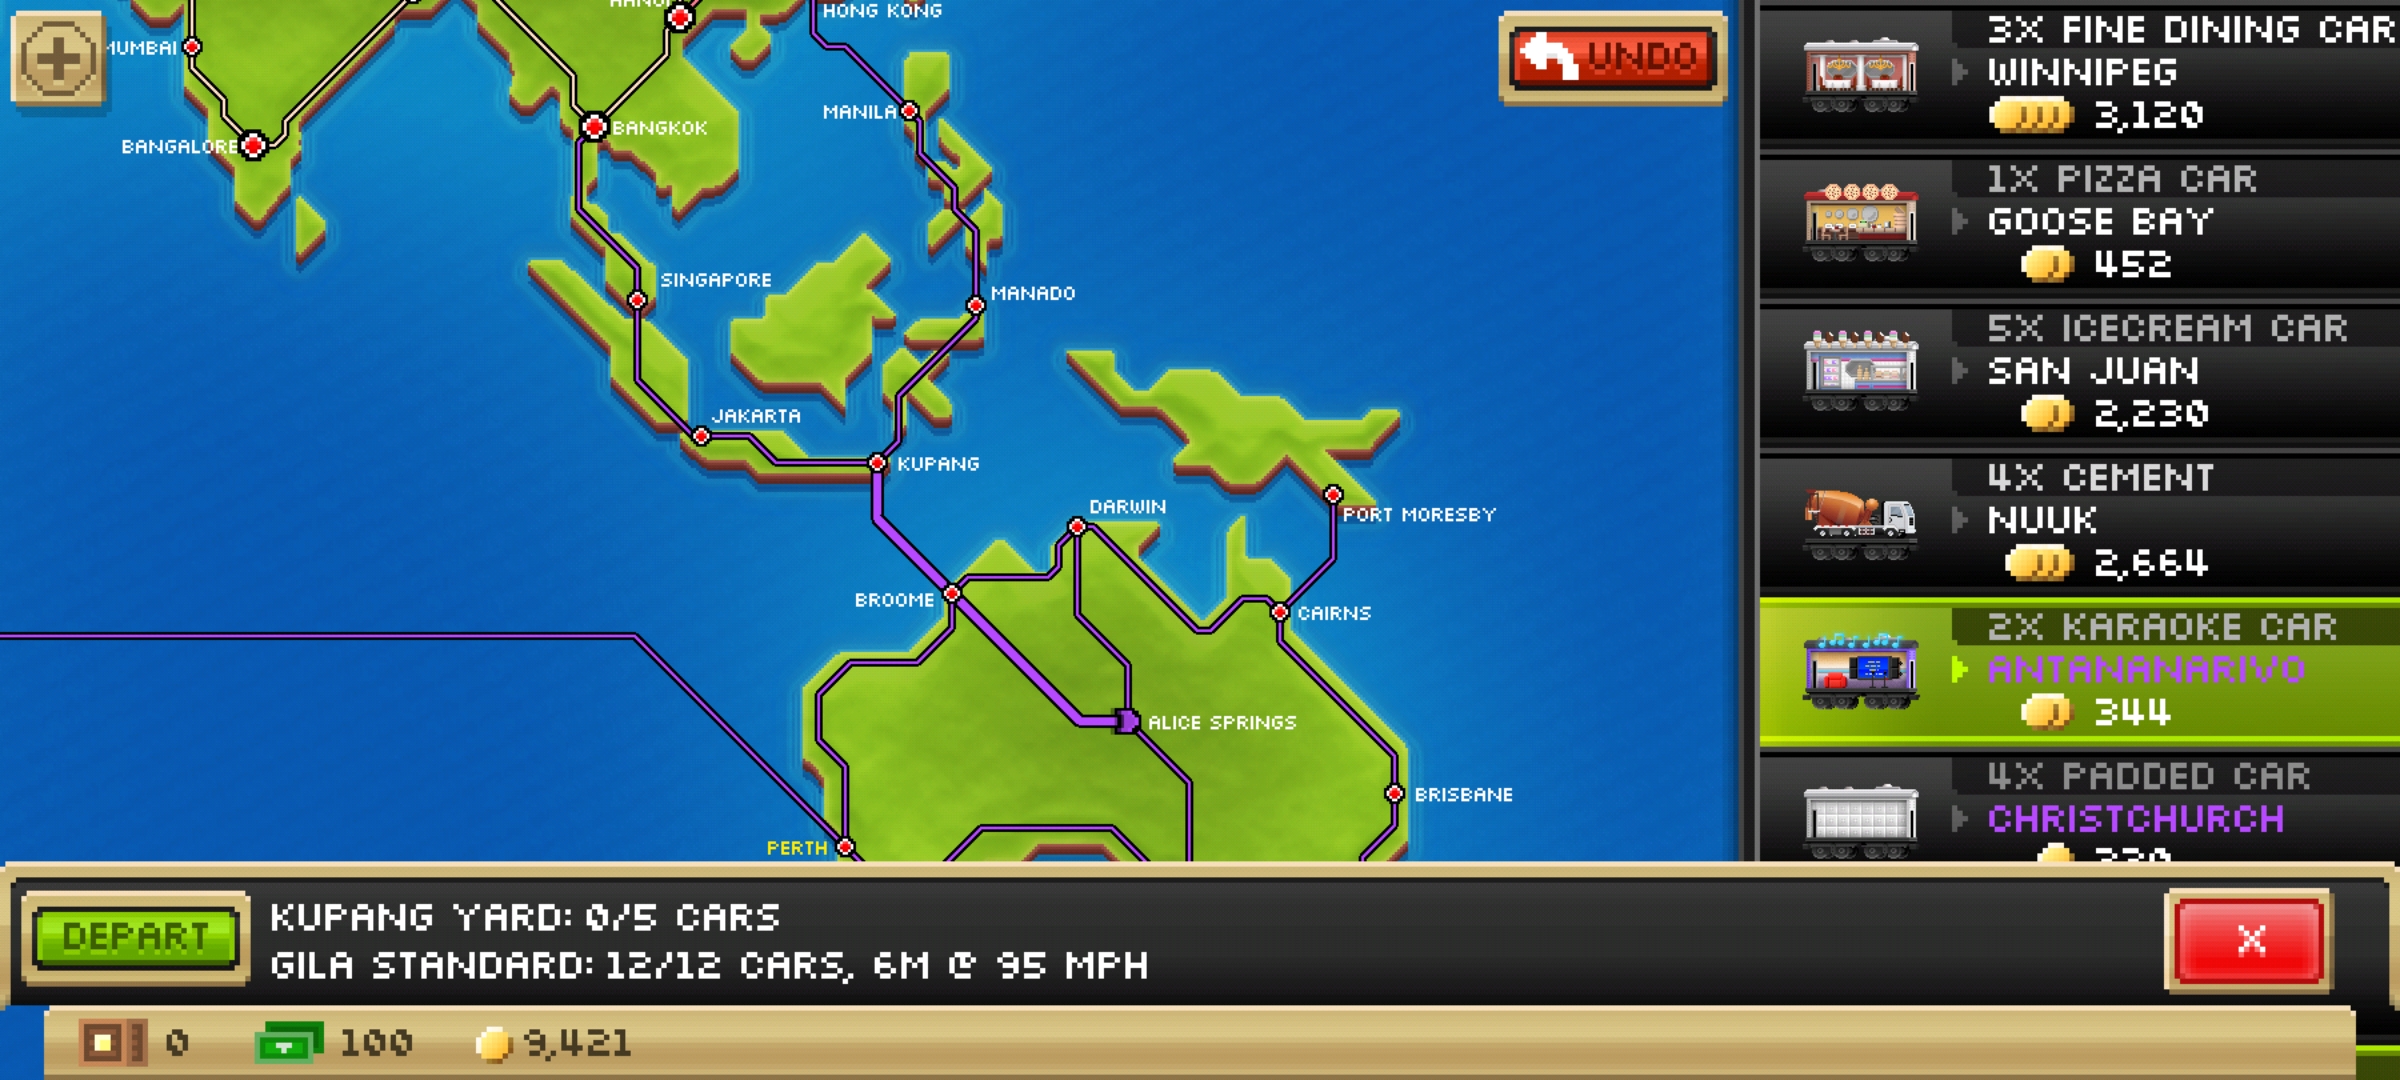 HONG KONG
MUMBAI
UNDO
MANILA
BANGKOK
BANGALORE
SINGAPORE
MANADO
JAKARTA
KUPANG
DARWIN
PORT MORESBY
BROOME
CAIRNS
ALICE SPRINGS
BRISBANE
PERTH
3X FINE DINING CAR
WINNIPEG
3,120
1X PIZZA CAR
GOOSE BAY
452
5X ICECREAM CAR
SAN JUAN
2,230
4X CEMENT
NUUK
2,664
2X KARAOKE CAR
ANTANANARIVO
344
4X PADDED CAR
CHRISTCHURCH
DEPART
KUPANG YARD: 0/5 CARS
GILA STANDARD: 12/12 CARS, 6M @ 95 MPH
X
0
100
9,421